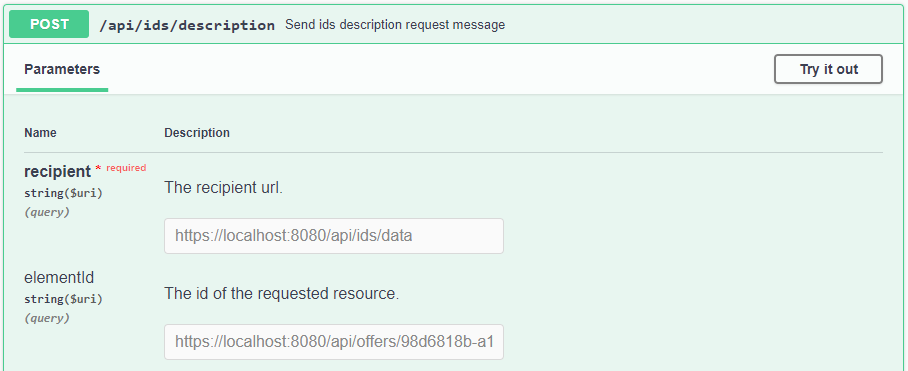 POST /api/ids/description Send ids description request message
Parameters Try it out
Name Description
recipient * required
string($uri)
(query)
The recipient url.
https://localhost:8080/api/ids/data
elementId
string($uri)
(query)
The id of the requested resource.
https://localhost:8080/api/offers/98d6818b-a1